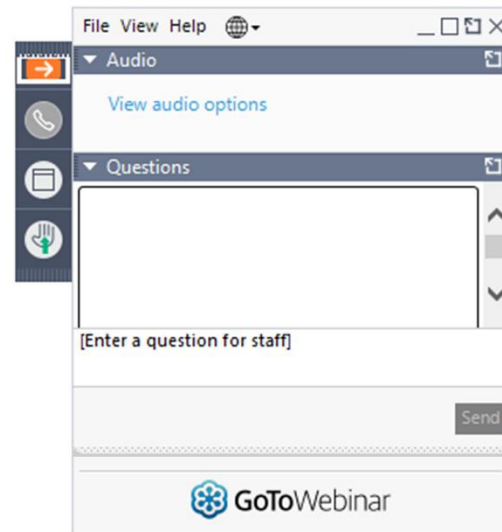 File View Help
Audio
View audio options
Questions
[Enter a question for staff]
Send
GoToWebinar